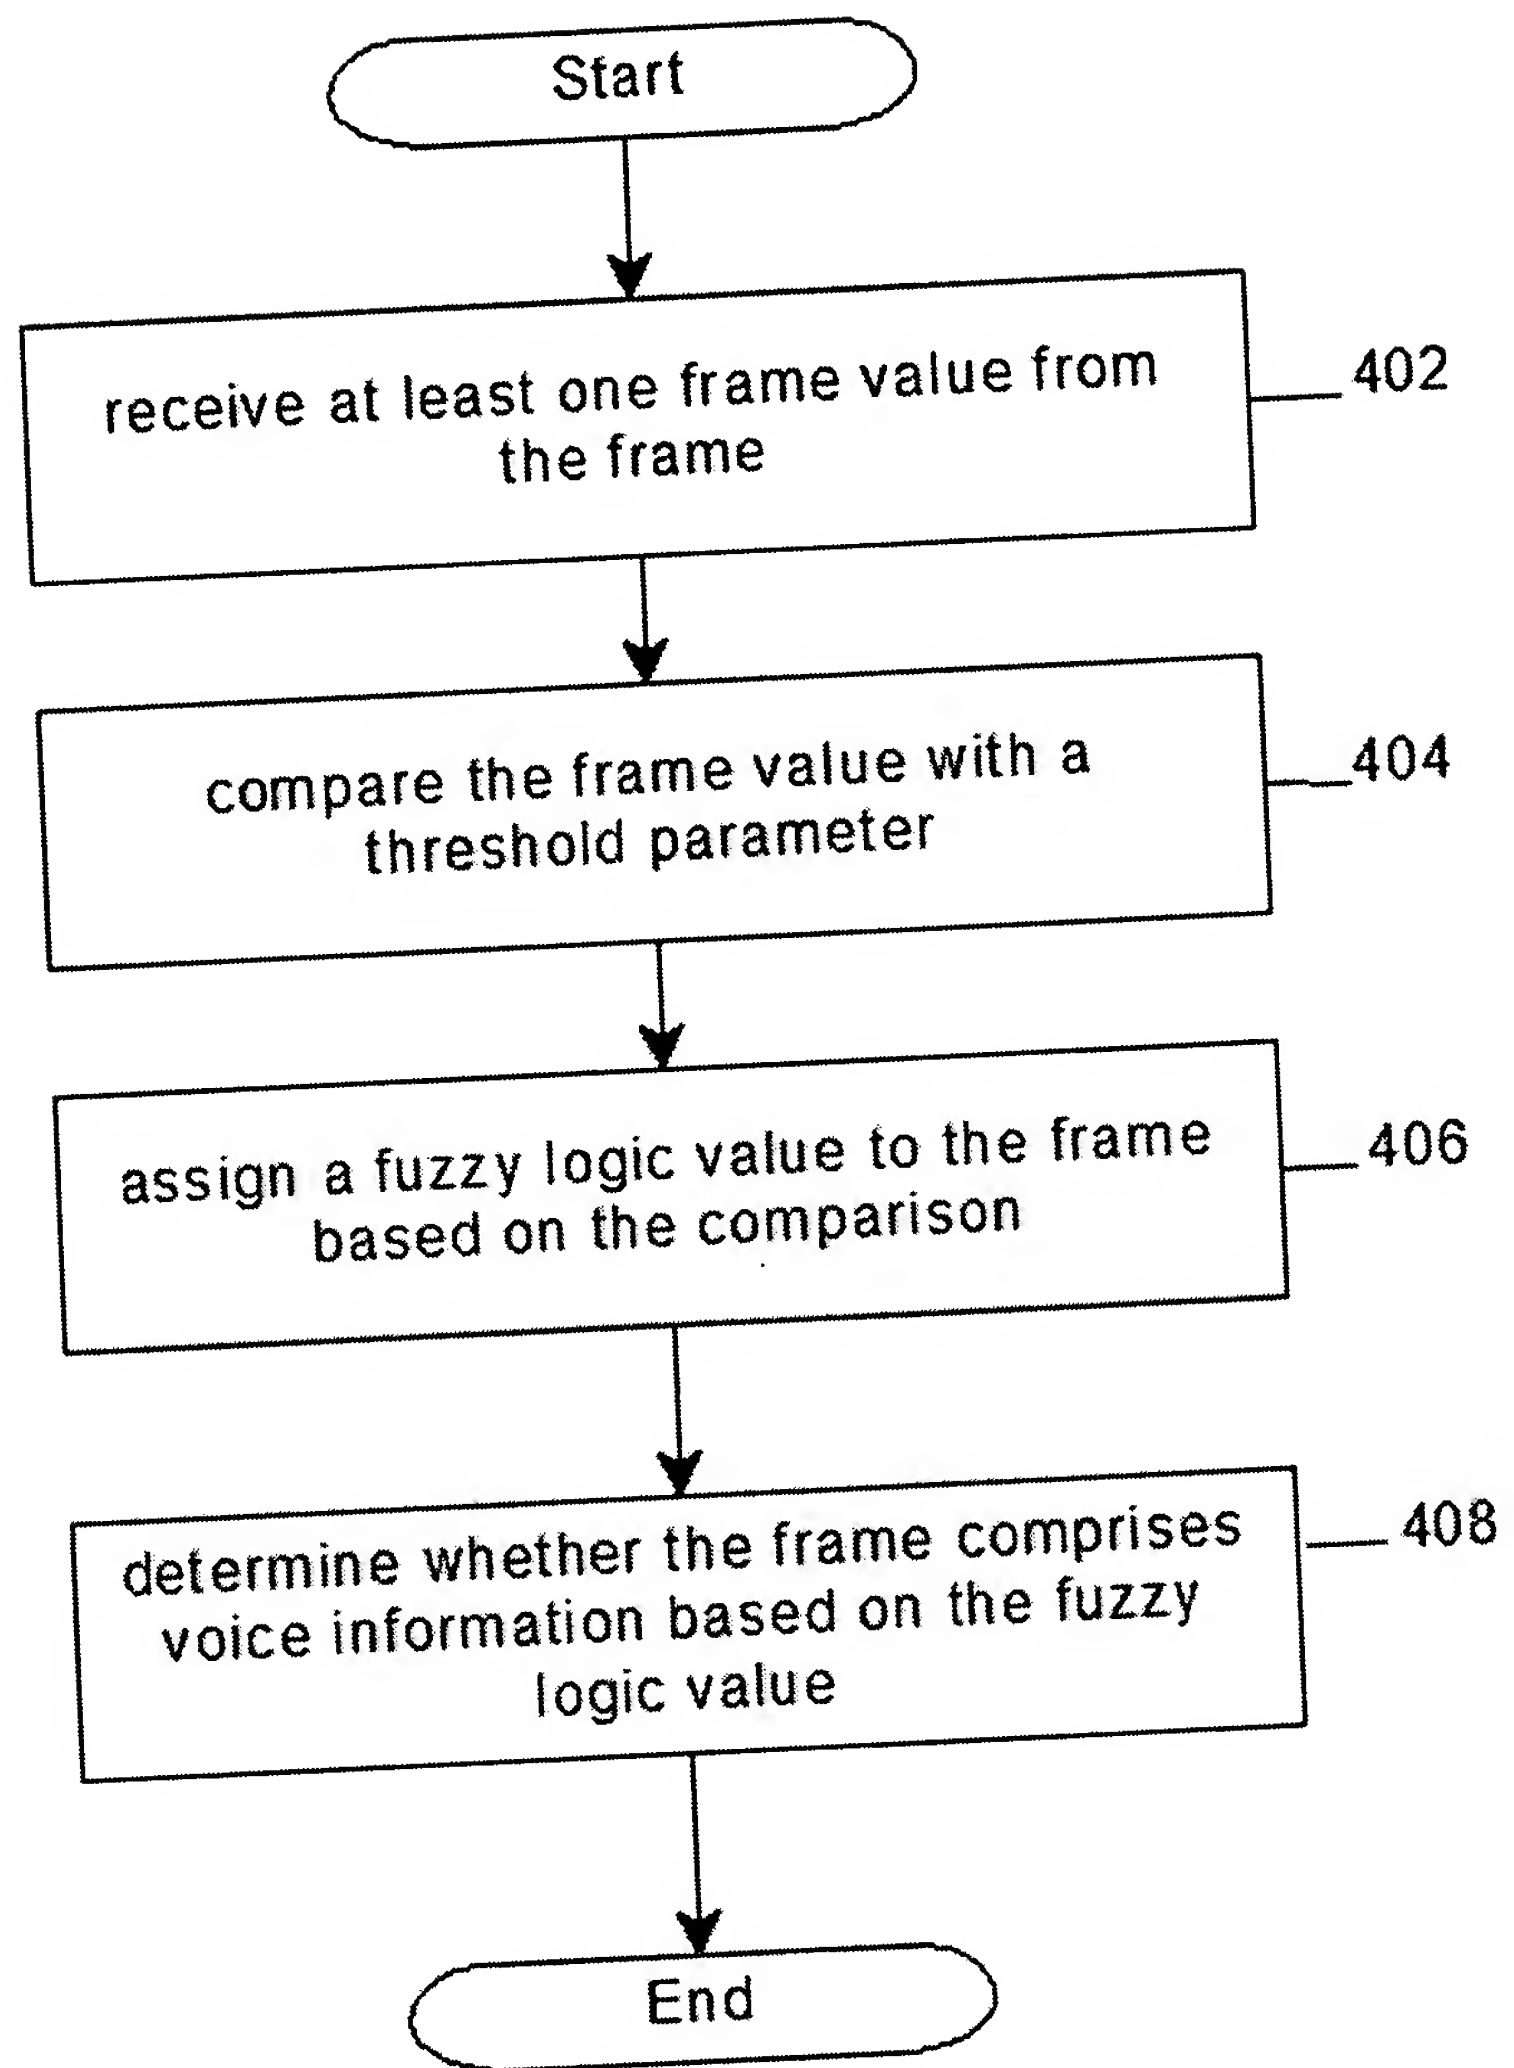 Start
receive at least one frame value from
the frame
402
compare the frame value with a
threshold parameter
404
assign a fuzzy logic value to the frame
based on the comparison
406
determine whether the frame comprises
voice information based on the fuzzy
logic value
408
End